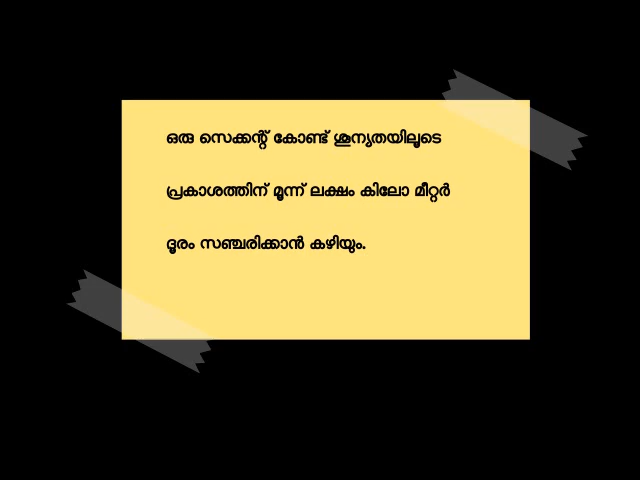 ഒരു സെക്കന്റ് കോണ്ട് ശൂന്യതയിലൂടെ
പ്രകാശത്തിന് മൂന്ന് ലക്ഷം കിലോ മീറ്റർ
ദൂരം സഞ്ചരിക്കാൻ കഴിയും.